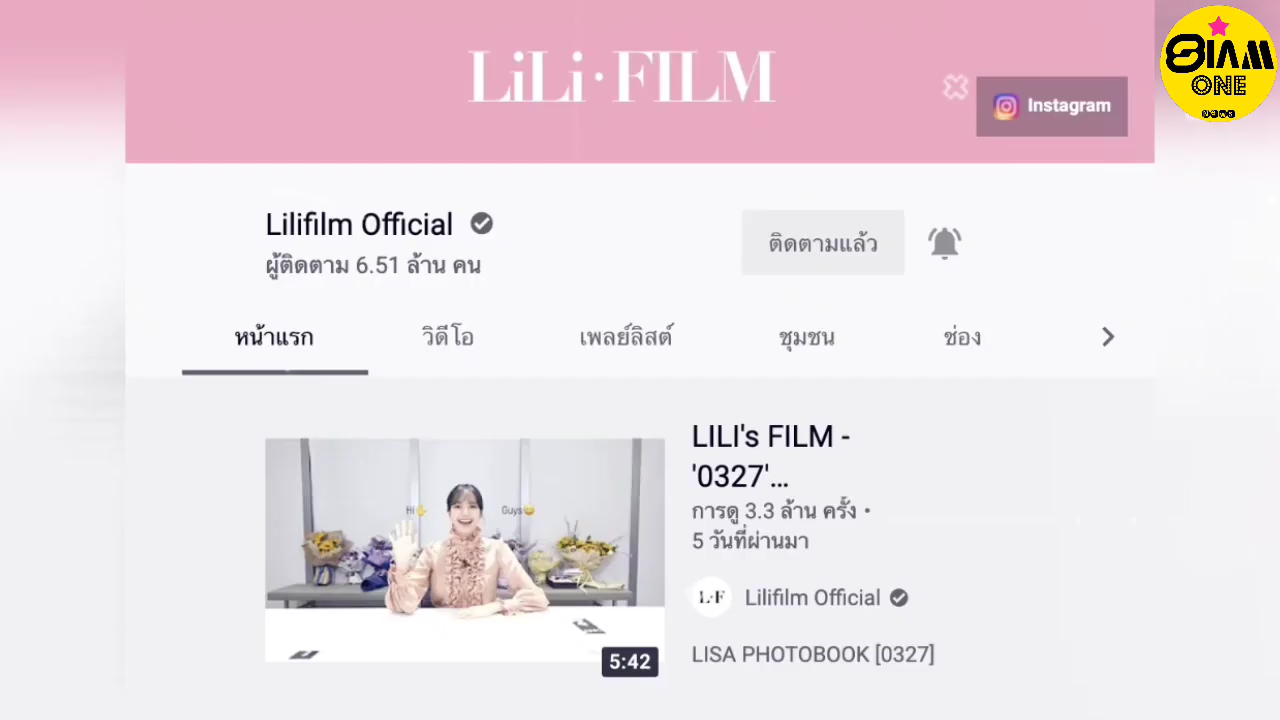 LiLi·FILM
Instagram
SIAM
ONE
NEWS
Lilifilm Official
ผู้ติดตาม 6.51 ล้าน คน
ติดตามแล้ว
หน้าแรก
วิดีโอ
เพลย์ลิสต์
ชุมชน
ช่อง
LILI's FILM -
'0327'...
การดู 3.3 ล้าน ครั้ง •
5 วันที่ผ่านมา
Hi
Guys
L·F
Lilifilm Official
5:42
LISA PHOTOBOOK [0327]